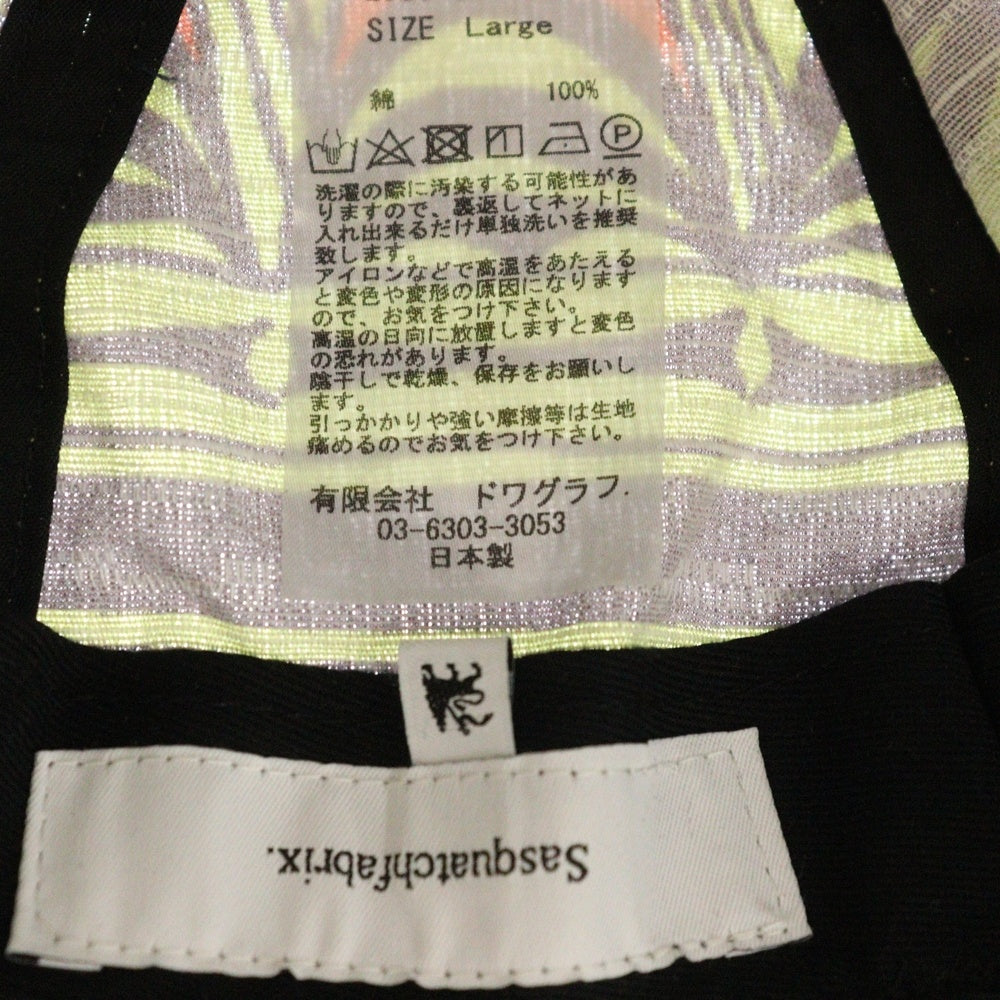 SIZE Large
綿 100%
P
洗濯の際に汚染する可能性があ
りますので、裏返してネットに
入れ出来るだけ単独洗いを推奨
致します。
アイロンなどで高温をあたえる
と変色や変形の原因になります
ので、お気をつけ下さい。
高温の日向に放置しますと変色
の恐れがあります。
陰干しで乾燥、保存をお願いし
ます。
引っかかりや強い摩擦等は生地
痛めるのでお気をつけ下さい。
有限会社 ドワグラフ.
03-6303-3053
日本製
Sasquatchfabrix.